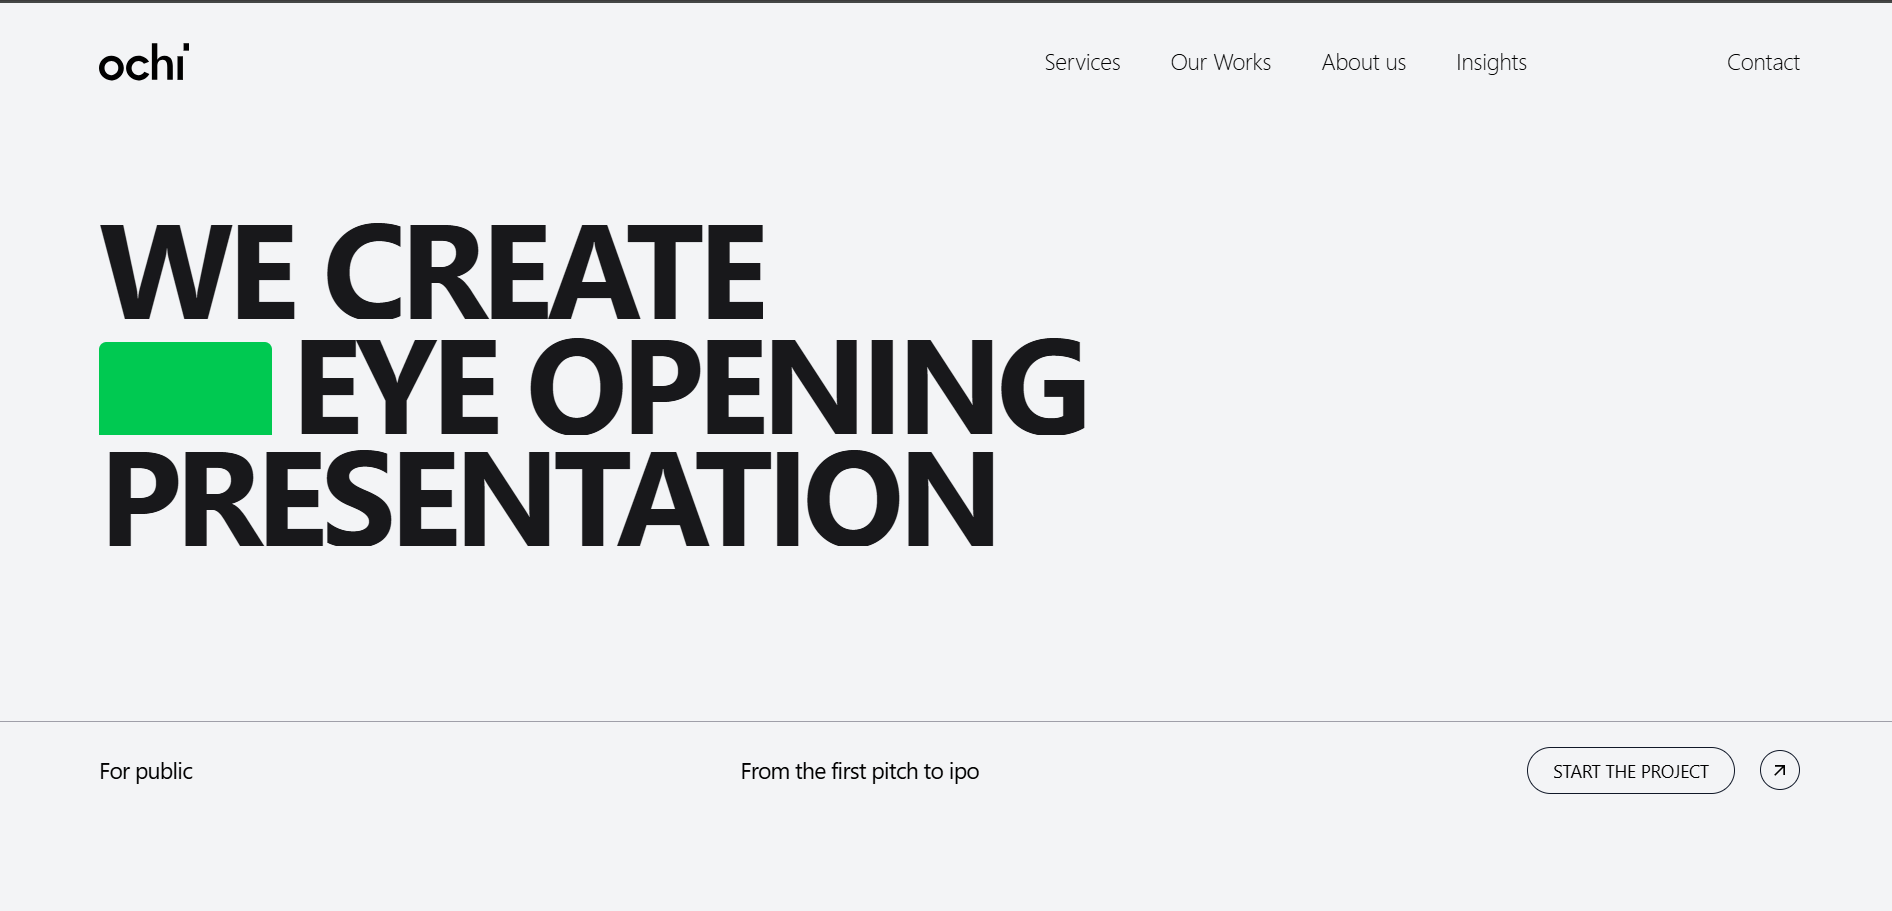 ochi
Services Our Works About us Insights Contact
WE CREATE
EYE OPENING
PRESENTATION
For public From the first pitch to ipo START THE PROJECT